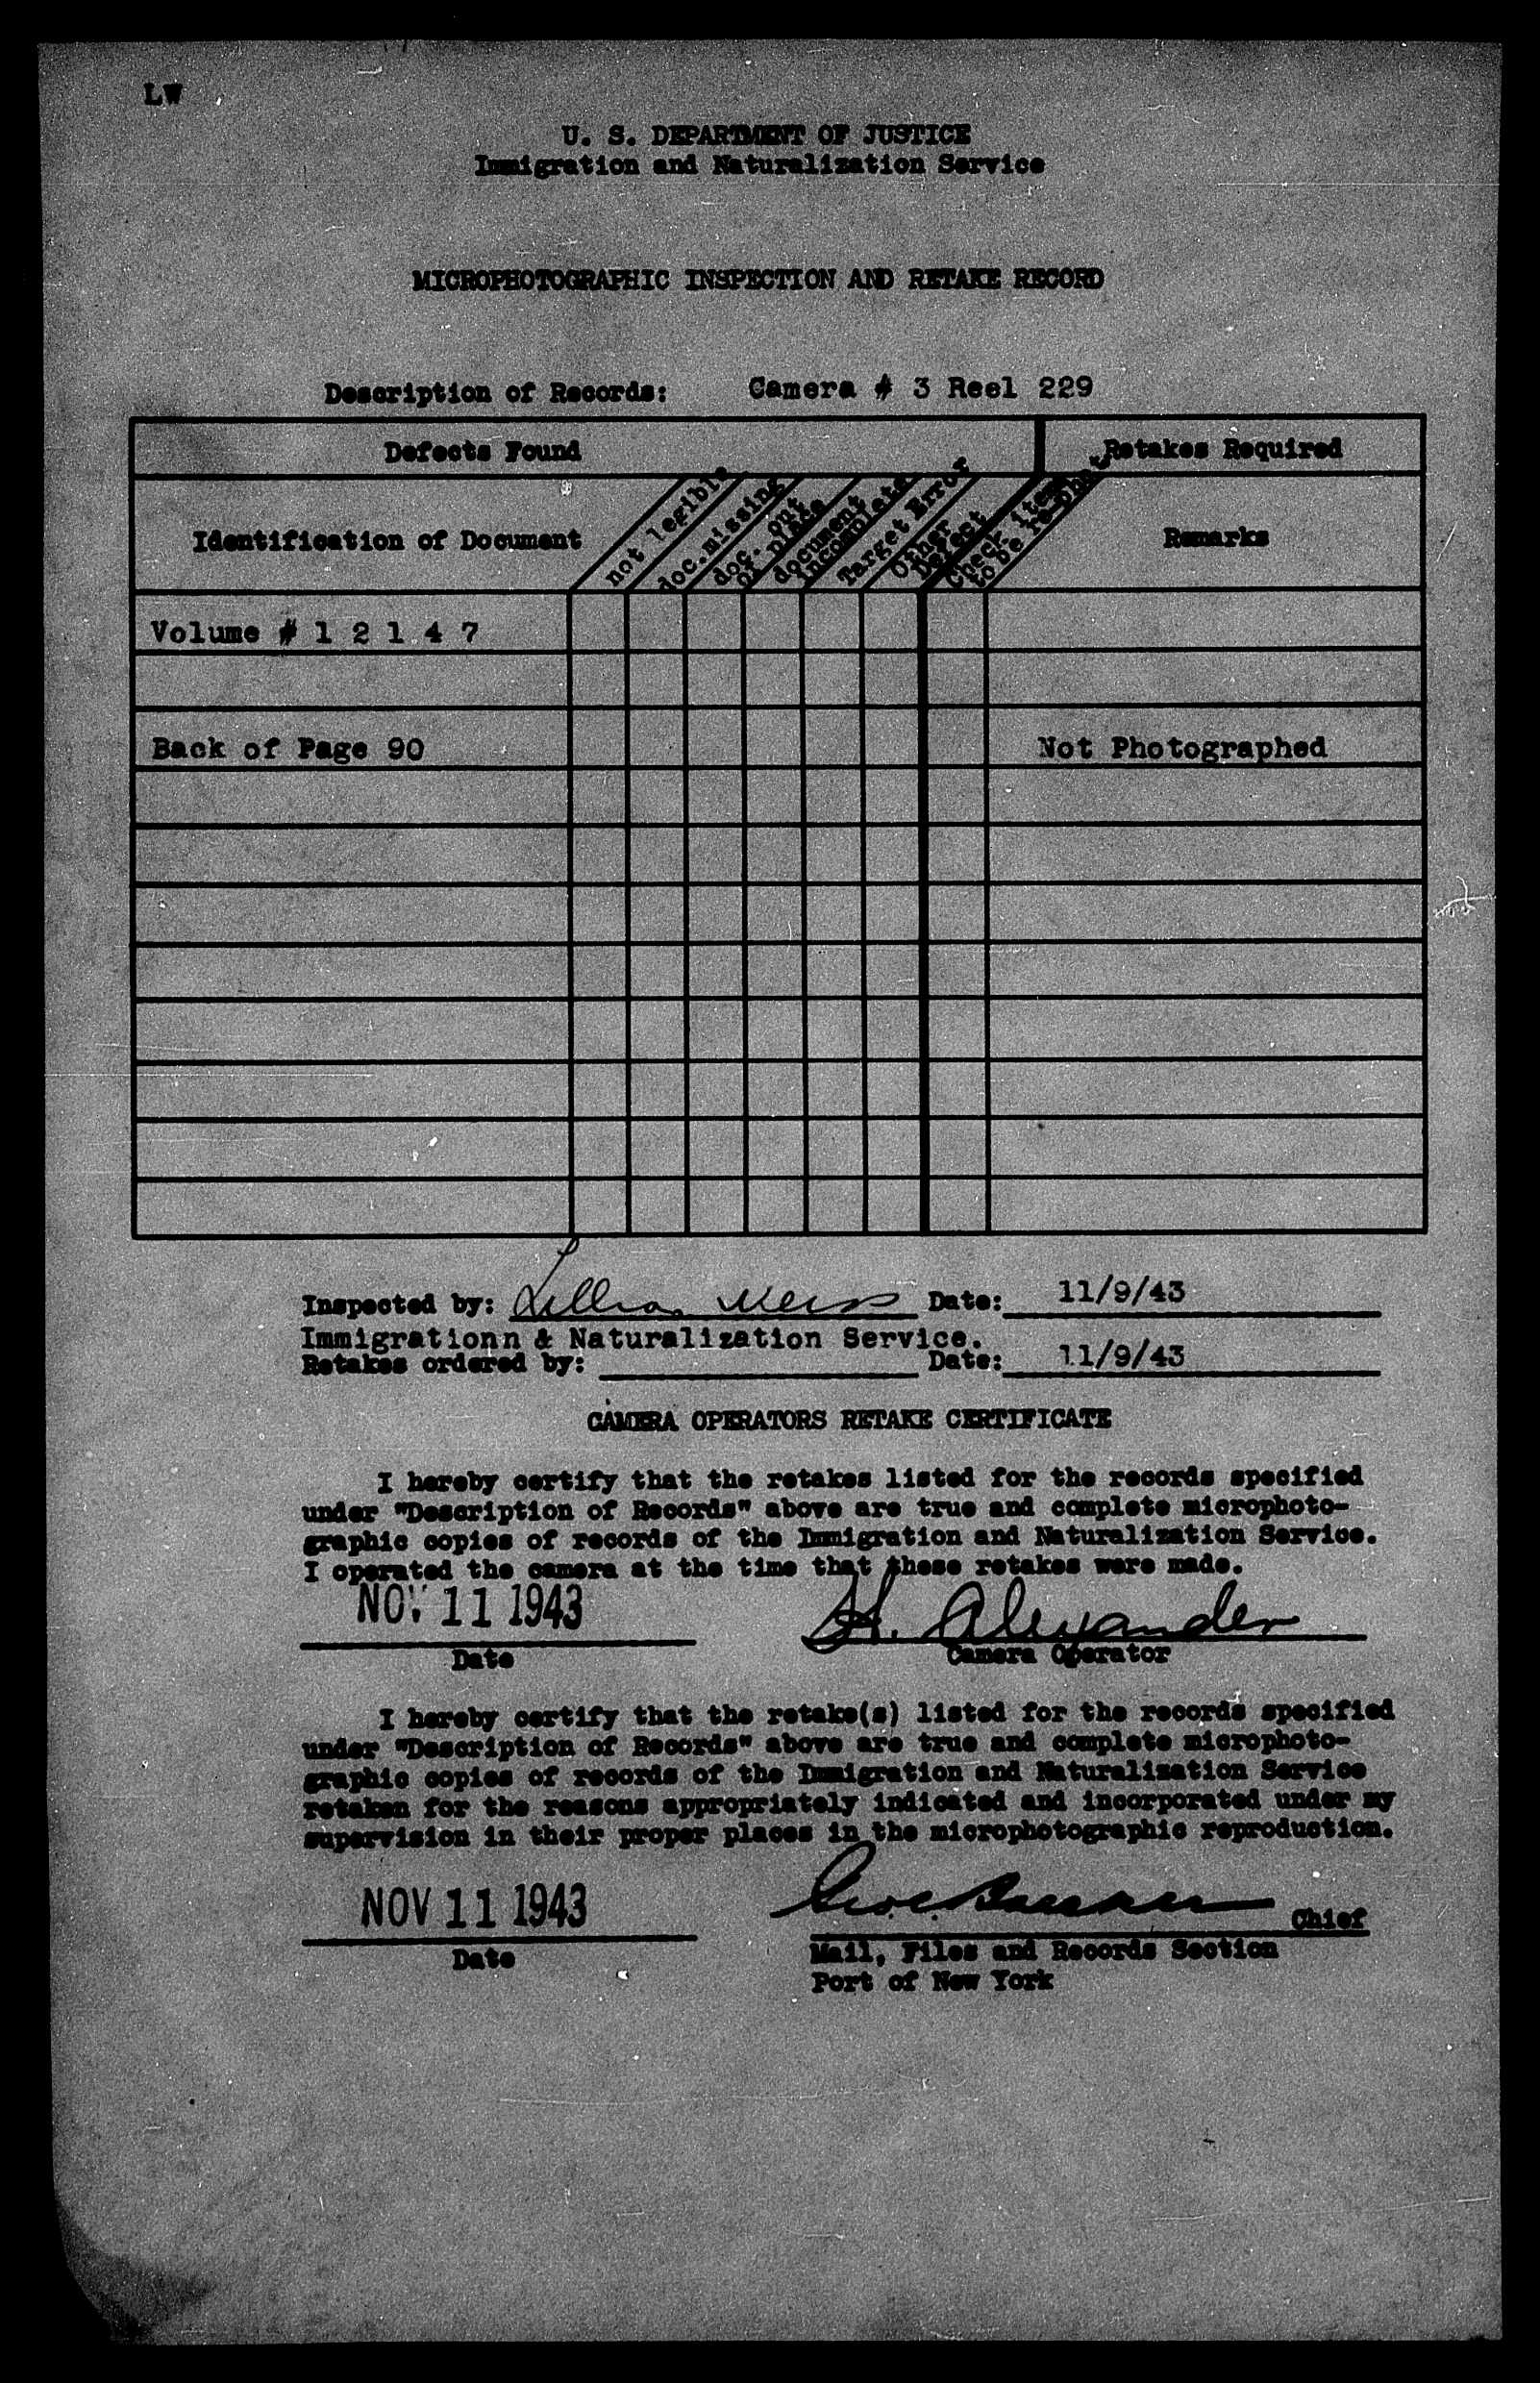 LW
U. S. DEPARTMENT OF JUSTICE
Immigration and Naturalization Service
MICROPHOTOGRAPHIC INSPECTION AND RETAKE RECORD
Description of Records: Camera # 3 Reel 229
Defects Found
Retakes Required
Identification of Document
not legible
doc.missing
doc. out
of place
document
incomplete
Target Error
Other
Defect
Check item
to be re-pho
Remarks
Volume # 1 2 1 4 7
Back of Page 90 Not Photographed
Inspected by: Lillian Weiss Date: 11/9/43
Immigrationn & Naturalization Service.
Retakes ordered by: Date: 11/9/43
CAMERA OPERATORS RETAKE CERTIFICATE
I hereby certify that the retakes listed for the records specified
under "Description of Records" above are true and complete microphoto-
graphic copies of records of the Immigration and Naturalization Service.
I operated the camera at the time that these retakes were made.
NOV 11 1943 H. Alexander
Date Camera Operator
I hereby certify that the retake(s) listed for the records specified
under "Description of Records" above are true and complete microphoto-
graphic copies of records of the Immigration and Naturalization Service
retaken for the reasons appropriately indicated and incorporated under my
supervision in their proper places in the microphotographic reproduction.
NOV 11 1943 Chief
Date Mail, Files and Records Section
Port of New York